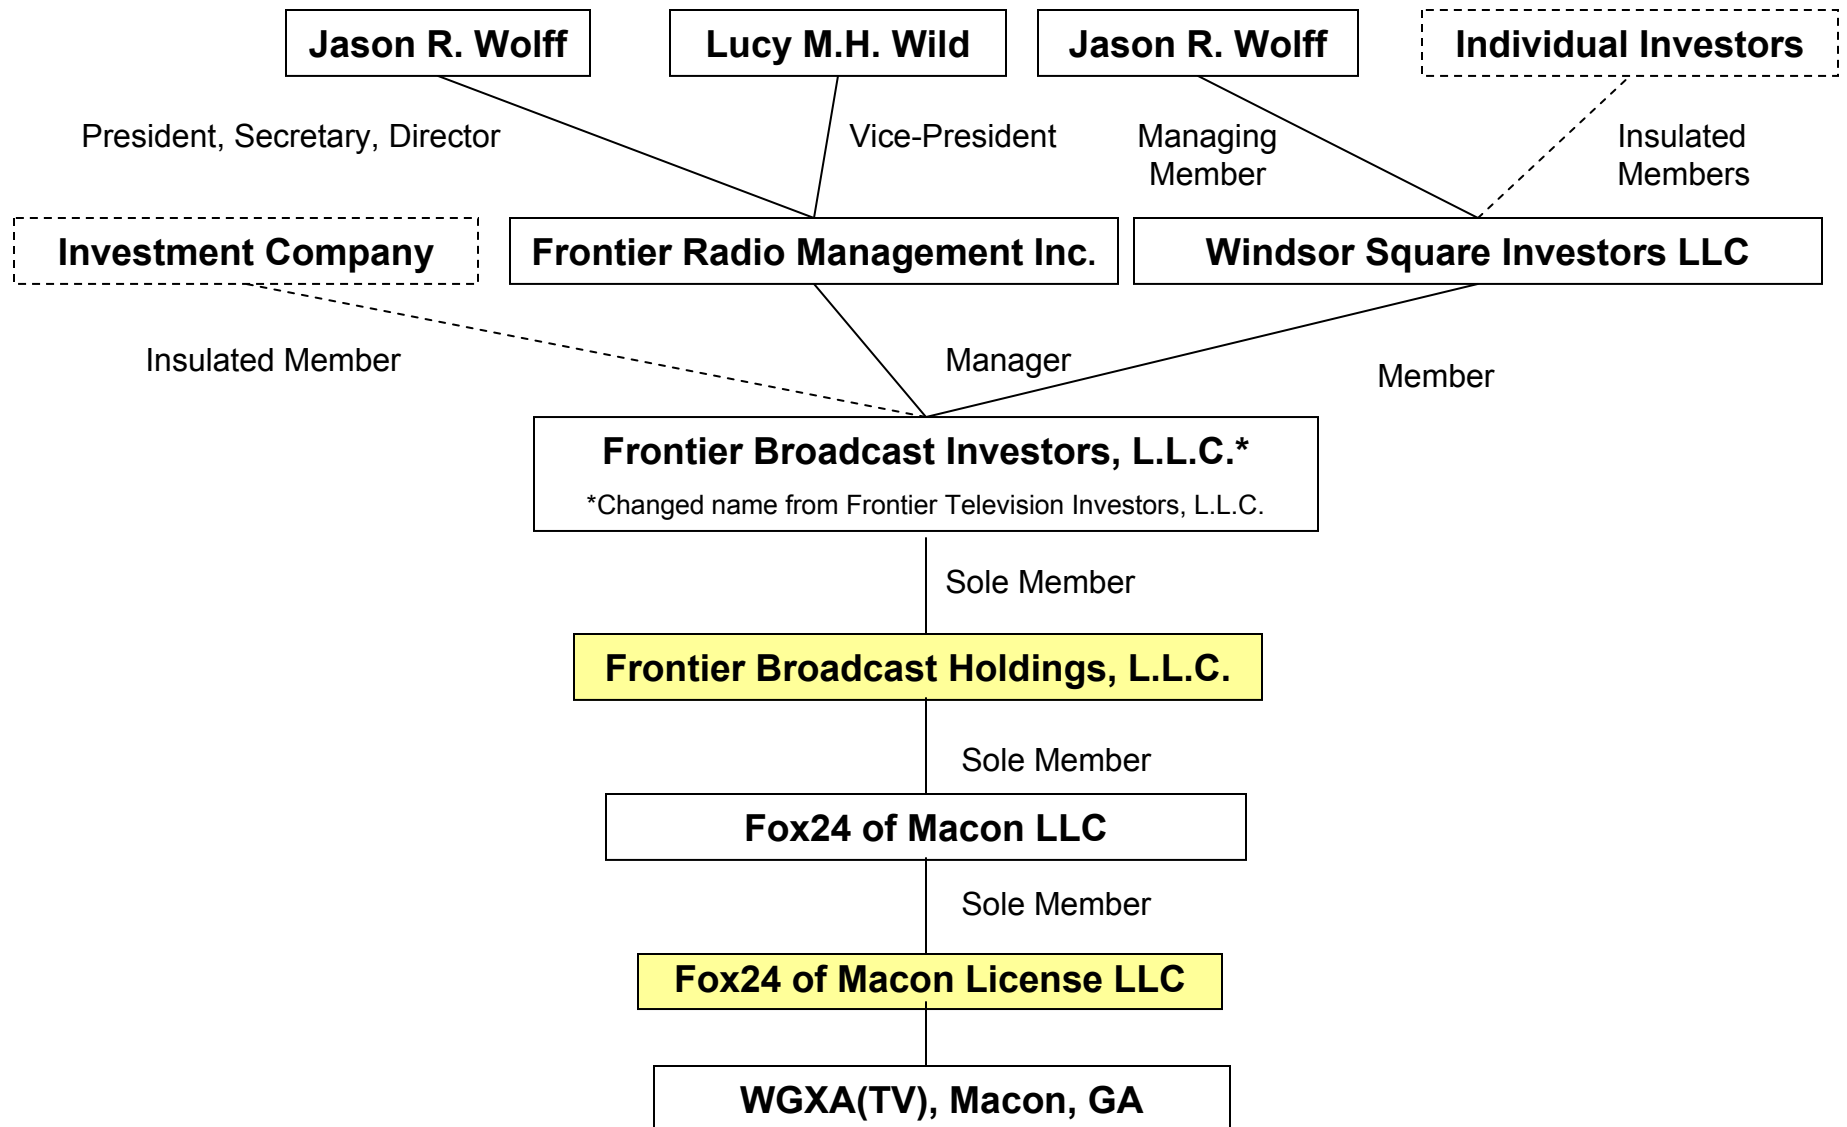 Jason R. Wolff
Lucy M.H. Wild
Jason R. Wolff
Individual Investors
President, Secretary, Director
Vice-President
Managing
Member
Insulated
Members
Investment Company
Frontier Radio Management Inc.
Windsor Square Investors LLC
Insulated Member
Manager
Member
Frontier Broadcast Investors, L.L.C.*
*Changed name from Frontier Television Investors, L.L.C.
Sole Member
Frontier Broadcast Holdings, L.L.C.
Sole Member
Fox24 of Macon LLC
Sole Member
Fox24 of Macon License LLC
WGXA(TV), Macon, GA